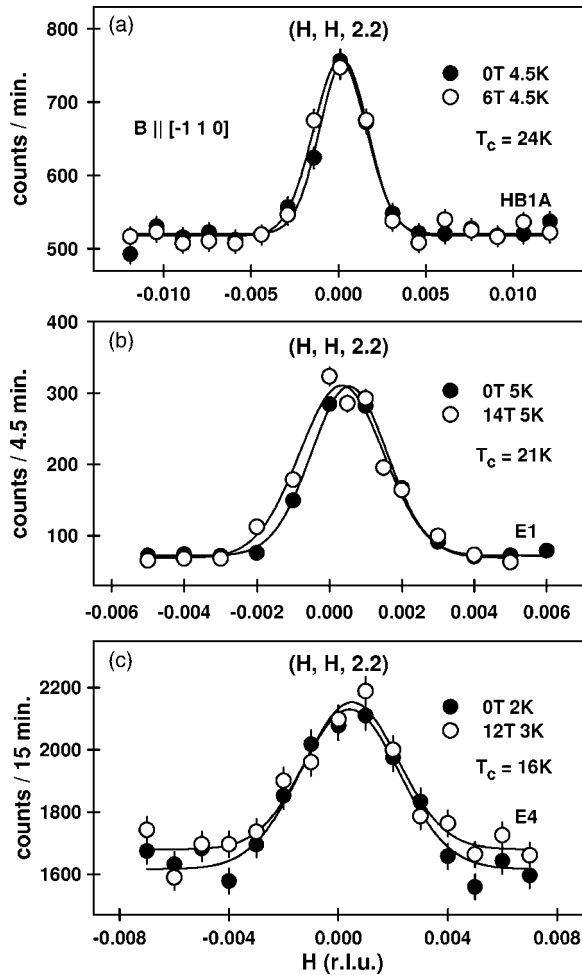 (a)
(H, H, 2.2)
800
700
600
500
counts / min.
0T 4.5K
6T 4.5K
B || [-1 1 0]
Tc = 24K
HB1A
-0.010 -0.005 0.000 0.005 0.010
(b)
(H, H, 2.2)
400
300
200
100
counts / 4.5 min.
0T 5K
14T 5K
Tc = 21K
E1
-0.006 -0.004 -0.002 0.000 0.002 0.004 0.006
(c)
(H, H, 2.2)
2200
2000
1800
1600
counts / 15 min.
0T 2K
12T 3K
Tc = 16K
E4
-0.008 -0.004 0.000 0.004 0.008
H (r.l.u.)